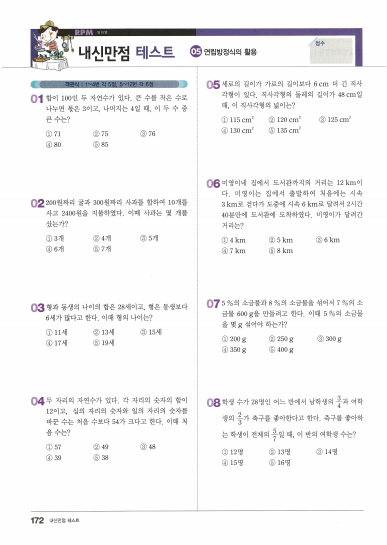 RPM
내신만점 테스트
05 연립방정식의 활용
점수
객관식 : 1~4번 각 5점, 5~12번 각 6점
01 합이 100인 두 자연수가 있다. 큰 수를 작은 수로
나누면 몫은 3이고, 나머지는 4일 때, 이 두 수 중
큰 수는?
① 71 ② 75 ③ 76
④ 80 ⑤ 85
02 200원짜리 귤과 300원짜리 사과를 합하여 10개를
사고 2400원을 지불하였다. 이때 사과는 몇 개를
샀는가?
① 3개 ② 4개 ③ 5개
④ 6개 ⑤ 7개
03 형과 동생의 나이의 합은 28세이고, 형은 동생보다
6세가 많다고 한다. 이때 형의 나이는?
① 11세 ② 13세 ③ 15세
④ 17세 ⑤ 19세
04 두 자리의 자연수가 있다. 각 자리의 숫자의 합이
12이고, 십의 자리의 숫자와 일의 자리의 숫자를
바꾼 수는 처음 수보다 54가 크다고 한다. 이때 처
음 수는?
① 57 ② 49 ③ 48
④ 39 ⑤ 38
05 세로의 길이가 가로의 길이보다 6 cm 더 긴 직사
각형이 있다. 직사각형의 둘레의 길이가 48 cm일
때, 이 직사각형의 넓이는?
① 115 cm² ② 120 cm² ③ 125 cm²
④ 130 cm² ⑤ 135 cm²
06 미영이네 집에서 도서관까지의 거리는 12 km이
다. 미영이는 집에서 출발하여 처음에는 시속
3 km로 걷다가 도중에 시속 6 km로 달려서 2시간
40분만에 도서관에 도착하였다. 미영이가 달려간
거리는?
① 4 km ② 5 km ③ 6 km
④ 7 km ⑤ 8 km
07 5 %의 소금물과 8 %의 소금물을 섞어서 7 %의 소
금물 600 g을 만들려고 한다. 이때 5 %의 소금물
을 몇 g 섞어야 하는가?
① 200 g ② 250 g ③ 300 g
④ 350 g ⑤ 400 g
08 학생 수가 28명인 어느 반에서 남학생의 3/4과 여학
생의 2/3가 축구를 좋아한다고 한다. 축구를 좋아하
는 학생이 전체의 5/7일 때, 이 반의 여학생 수는?
① 12명 ② 13명 ③ 14명
④ 15명 ⑤ 16명
172 내신만점 테스트